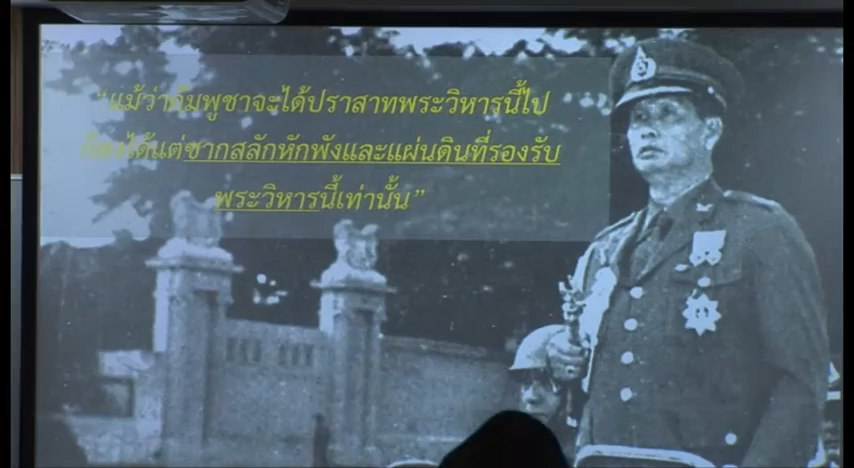 “แม้ว่ากัมพูชาจะได้ปราสาทพระวิหารนี้ไป
ก็คงได้แต่ซากสลักหักพังและแผ่นดินที่รองรับ
พระวิหารนี้เท่านั้น”